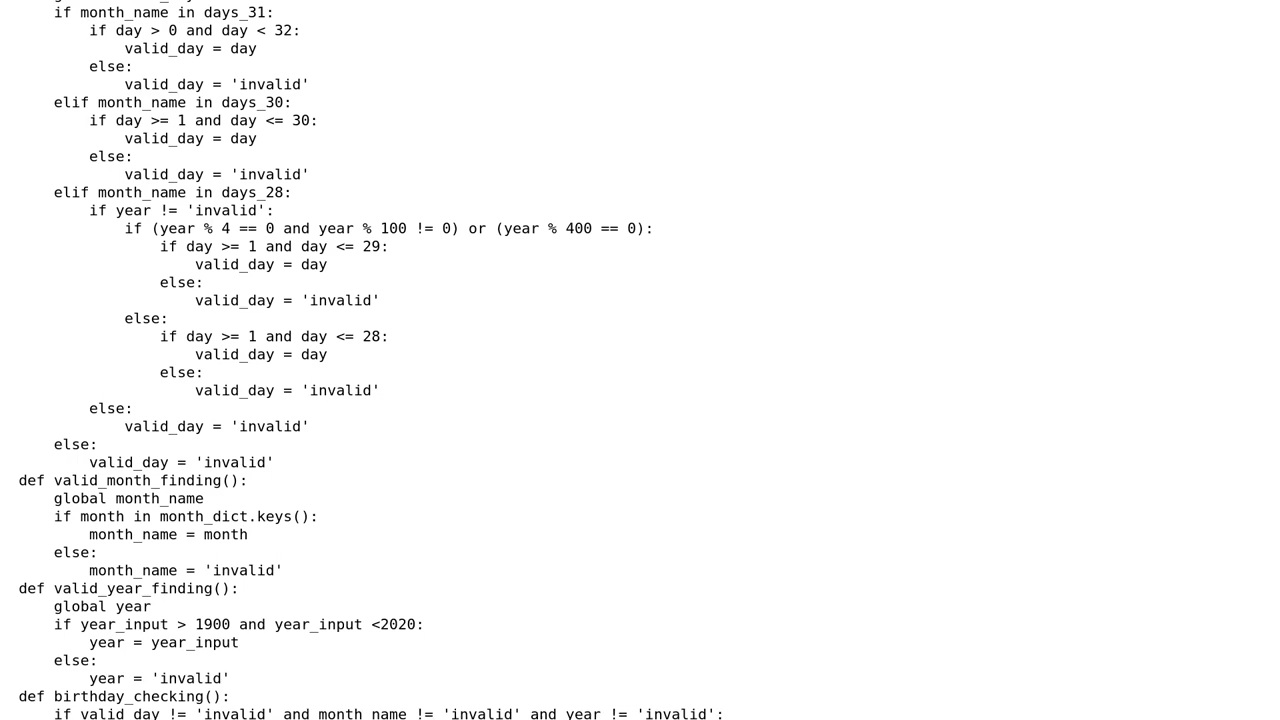 if month_name in days_31:
        if day > 0 and day < 32:
            valid_day = day
        else:
            valid_day = 'invalid'
    elif month_name in days_30:
        if day >= 1 and day <= 30:
            valid_day = day
        else:
            valid_day = 'invalid'
    elif month_name in days_28:
        if year != 'invalid':
            if (year % 4 == 0 and year % 100 != 0) or (year % 400 == 0):
                if day >= 1 and day <= 29:
                    valid_day = day
                else:
                    valid_day = 'invalid'
            else:
                if day >= 1 and day <= 28:
                    valid_day = day
                else:
                    valid_day = 'invalid'
        else:
            valid_day = 'invalid'
    else:
        valid_day = 'invalid'
def valid_month_finding():
    global month_name
    if month in month_dict.keys():
        month_name = month
    else:
        month_name = 'invalid'
def valid_year_finding():
    global year
    if year_input > 1900 and year_input <2020:
        year = year_input
    else:
        year = 'invalid'
def birthday_checking():
    if valid_day != 'invalid' and month_name != 'invalid' and year != 'invalid':